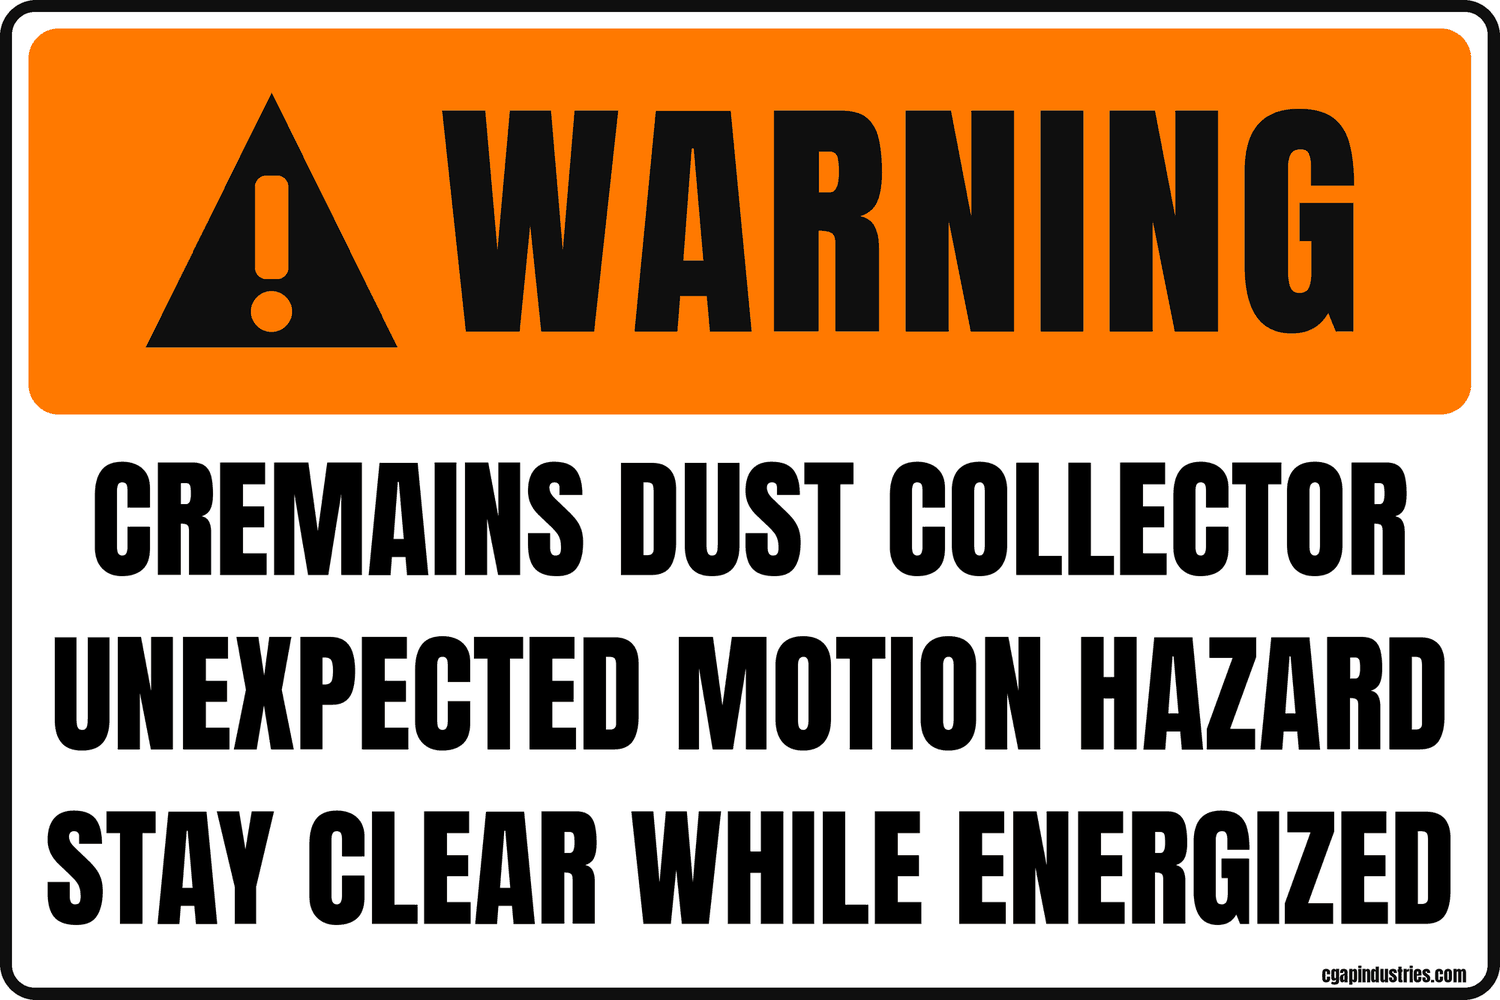 WARNING
CREMAINS DUST COLLECTOR
UNEXPECTED MOTION HAZARD
STAY CLEAR WHILE ENERGIZED
cgapindustries.com